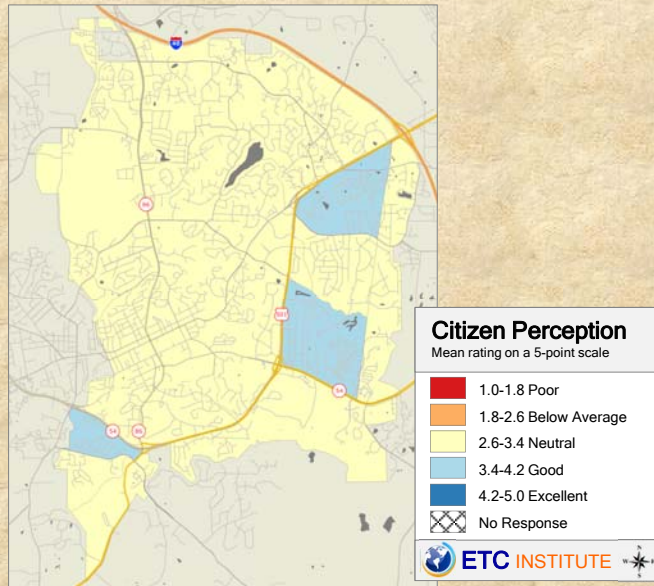 40
86
501
54
54
86
Citizen Perception
Mean rating on a 5-point scale
1.0-1.8 Poor
1.8-2.6 Below Average
2.6-3.4 Neutral
3.4-4.2 Good
4.2-5.0 Excellent
No Response
ETC INSTITUTE
N
W
E
S